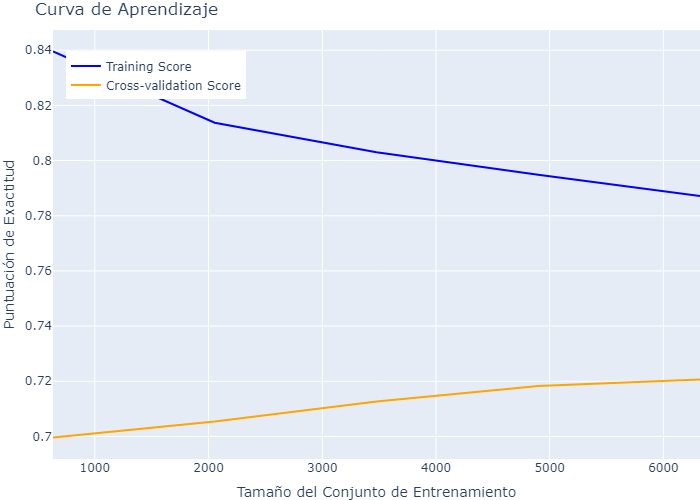 Curva de Aprendizaje
0.84
Training Score
Cross-validation Score
0.82
0.8
0.78
0.76
0.74
0.72
0.7
Puntuación de Exactitud
1000 2000 3000 4000 5000 6000
Tamaño del Conjunto de Entrenamiento